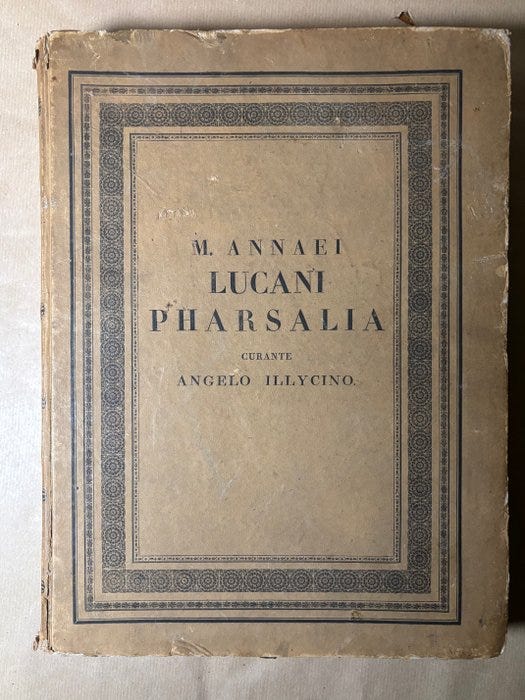 M. ANNAEI
LUCANI
PHARSALIA
CURANTE
ANGELO ILLYCINO.